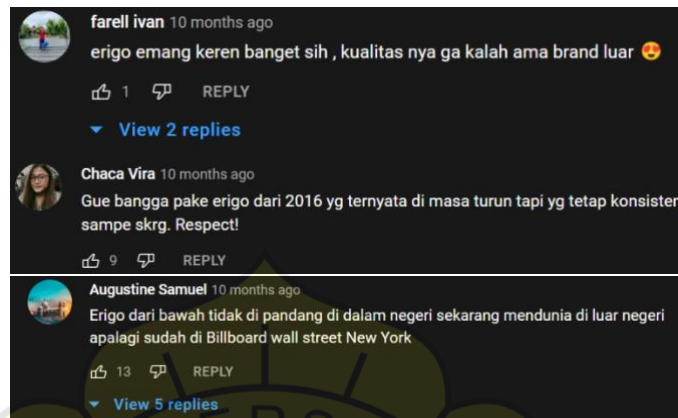 farell ivan 10 months ago
erigo emang keren banget sih , kualitas nya ga kalah ama brand luar 😍
1 REPLY
View 2 replies
Chaca Vira 10 months ago
Gue bangga pake erigo dari 2016 yg ternyata di masa turun tapi yg tetap konsister
sampe skrg. Respect!
9 REPLY
Augustine Samuel 10 months ago
Erigo dari bawah tidak di pandang di dalam negeri sekarang mendunia di luar negeri
apalagi sudah di Billboard wall street New York
13 REPLY
View 5 replies